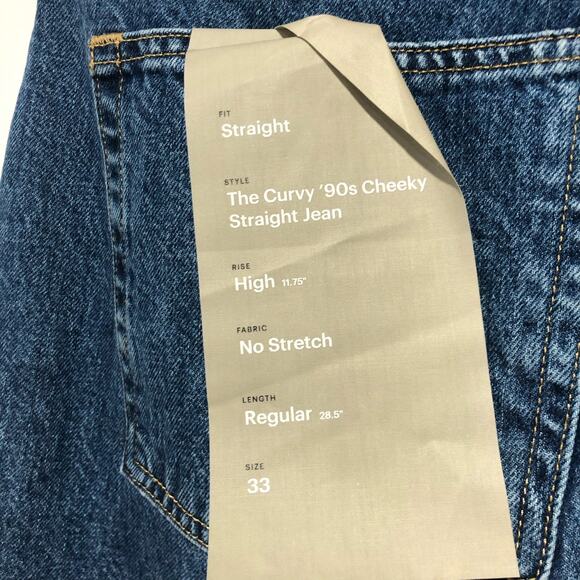 FIT
Straight
STYLE
The Curvy '90s Cheeky
Straight Jean
RISE
High 11.75"
FABRIC
No Stretch
LENGTH
Regular 28.5"
SIZE
33